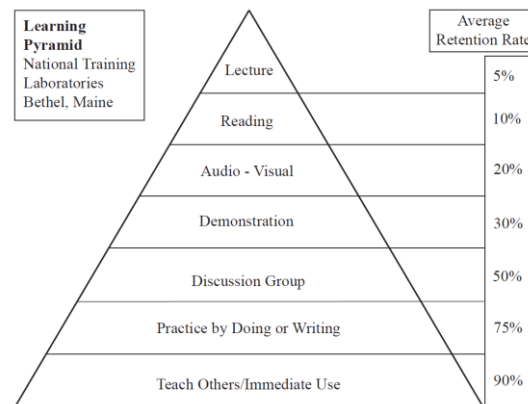 Learning
Pyramid
National Training
Laboratories
Bethel, Maine
Average
Retention Rate
Lecture
5%
Reading
10%
Audio - Visual
20%
Demonstration
30%
Discussion Group
50%
Practice by Doing or Writing
75%
Teach Others/Immediate Use
90%